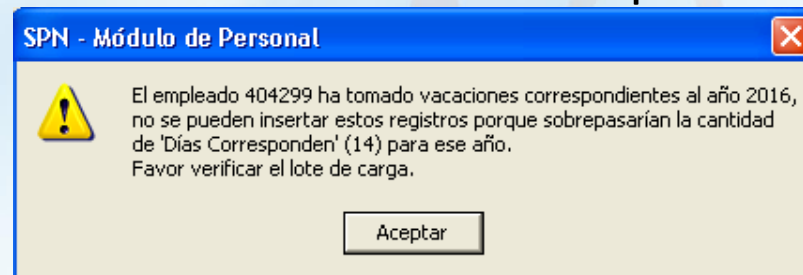 SPN - Módulo de Personal
El empleado 404299 ha tomado vacaciones correspondientes al año 2016,
no se pueden insertar estos registros porque sobrepasarían la cantidad
de 'Días Corresponden' (14) para ese año.
Favor verificar el lote de carga.
Aceptar